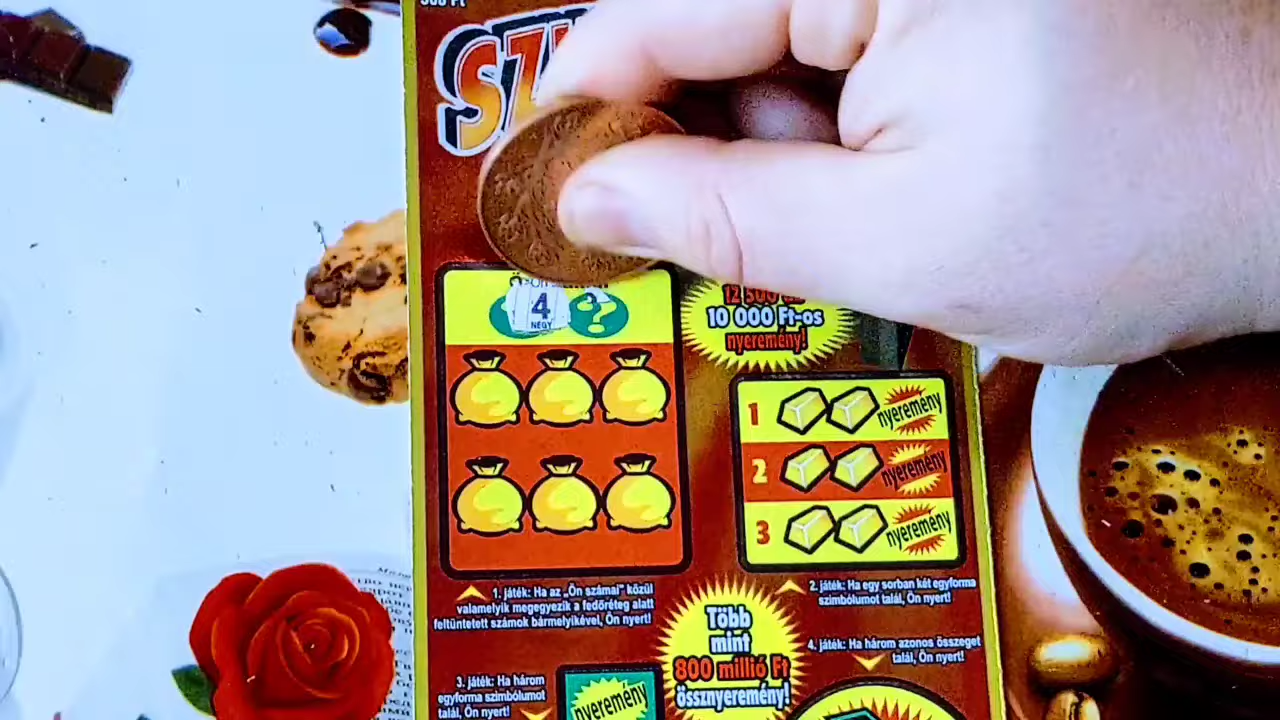 500 Ft
4
NÉGY
?
10 000 Ft-os
nyeremény!
1
nyeremény
2
nyeremény
3
nyeremény
1. játék: Ha az „Ön számai" közül
valamelyik megegyezik a fedőréteg alatt
feltüntetett számok bármelyikével, Ön nyert!
2. játék: Ha egy sorban két egyforma
szimbólumot talál, Ön nyert!
Több
mint
800 millió Ft
össznyeremény!
4. játék: Ha három azonos összeget
talál, Ön nyert!
3. játék: Ha három
egyforma szimbólumot
talál, Ön nyert!
nyeremény